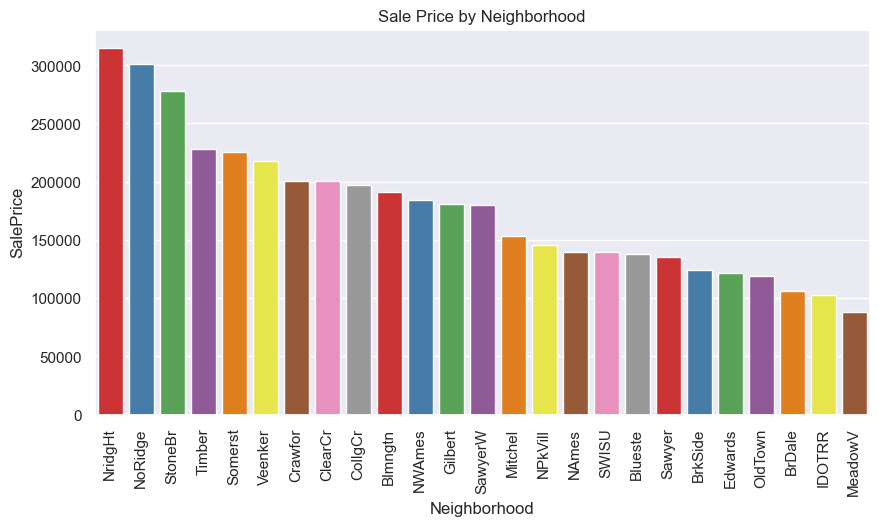 Sale Price by Neighborhood
SalePrice
300000
250000
200000
150000
100000
50000
0
NridgHt
NoRidge
StoneBr
Timber
Somerst
Veenker
Crawfor
ClearCr
CollgCr
Blmngtn
NWAmes
Gilbert
SawyerW
Mitchel
NPkVill
NAmes
SWISU
Blueste
Sawyer
BrkSide
Edwards
OldTown
BrDale
IDOTRR
MeadowV
Neighborhood